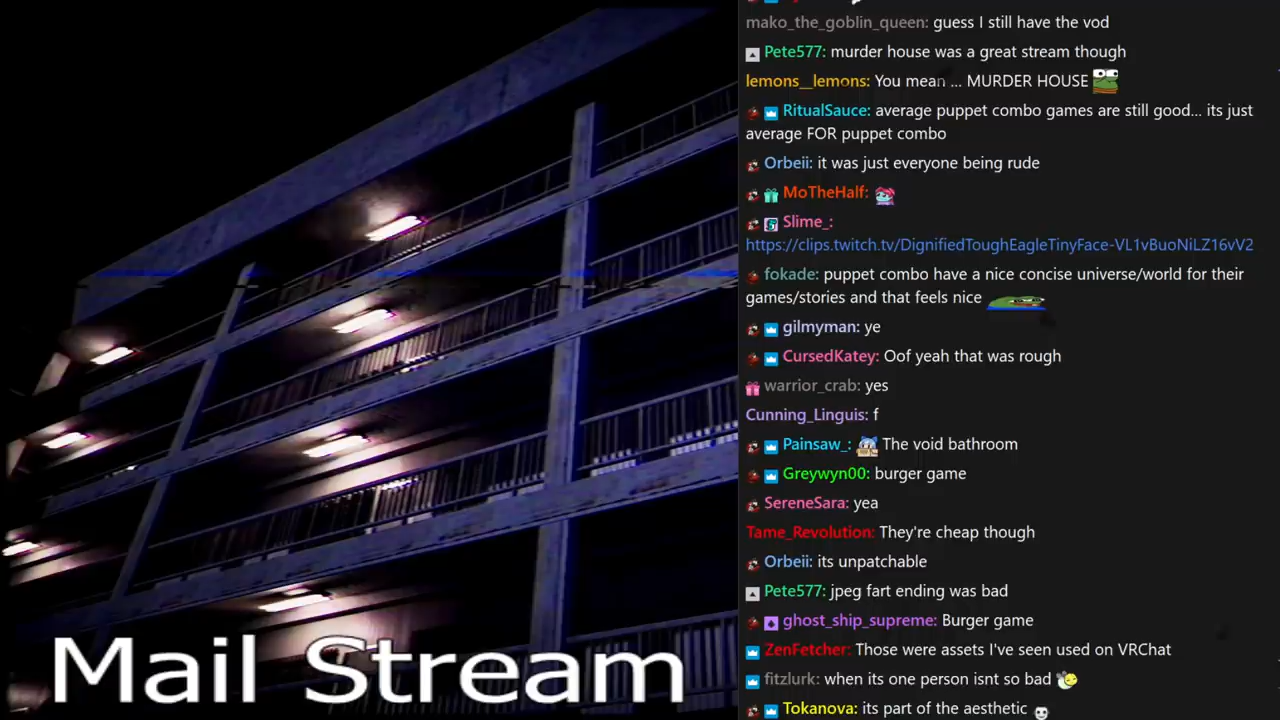 mako_the_goblin_queen: guess I still have the vod
Pete577: murder house was a great stream though
lemons__lemons: You mean ... MURDER HOUSE
RitualSauce: average puppet combo games are still good... its just
average FOR puppet combo
Orbeii: it was just everyone being rude
MoTheHalf:
Slime_:
https://clips.twitch.tv/DignifiedToughEagleTinyFace-VL1vBuoNiLZ16vV2
fokade: puppet combo have a nice concise universe/world for their
games/stories and that feels nice
gilmyman: ye
CursedKatey: Oof yeah that was rough
warrior_crab: yes
Cunning_Linguis: f
Painsaw_: The void bathroom
Greywyn00: burger game
SereneSara: yea
Tame_Revolution: They're cheap though
Orbeii: its unpatchable
Pete577: jpeg fart ending was bad
ghost_ship_supreme: Burger game
ZenFetcher: Those were assets I've seen used on VRChat
fitzlurk: when its one person isnt so bad
Tokanova: its part of the aesthetic
Mail Stream